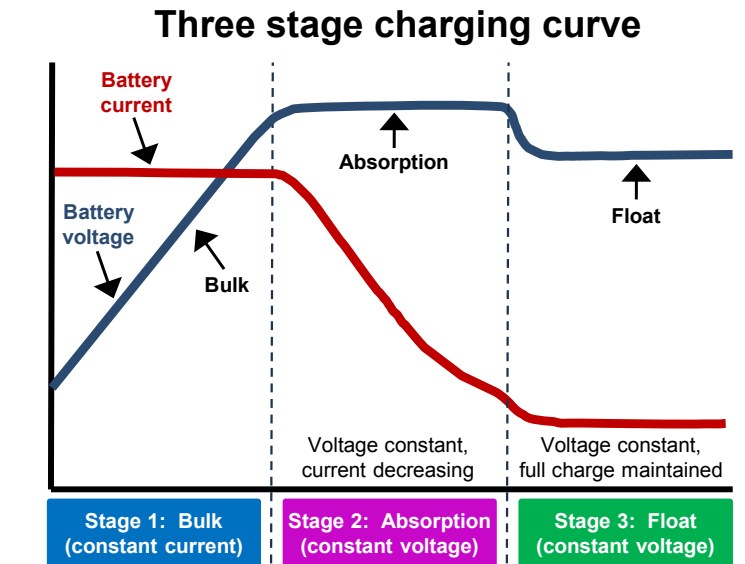 Three stage charging curve
Battery
current
Absorption
Battery
voltage
Float
Bulk
Voltage constant,
current decreasing
Voltage constant,
full charge maintained
Stage 1:  Bulk
(constant current)
Stage 2:  Absorption
(constant voltage)
Stage 3:  Float
(constant voltage)